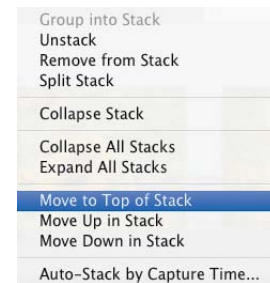 Group into Stack
Unstack
Remove from Stack
Split Stack
Collapse Stack
Collapse All Stacks
Expand All Stacks
Move to Top of Stack
Move Up in Stack
Move Down in Stack
Auto-Stack by Capture Time...